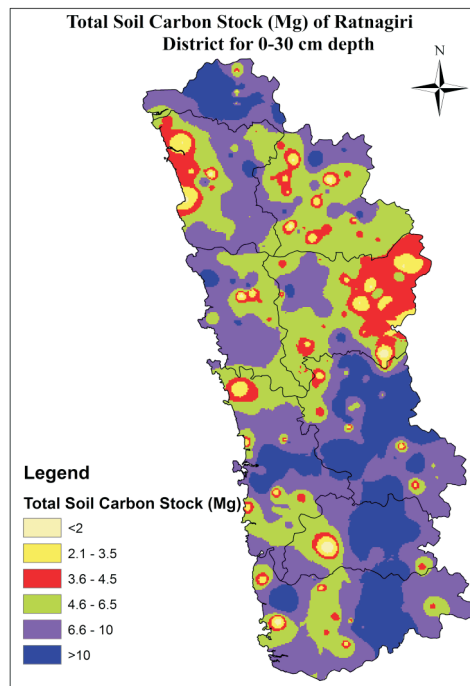 Total Soil Carbon Stock (Mg) of Ratnagiri
District for 0-30 cm depth
N
Legend
Total Soil Carbon Stock (Mg)
<2
2.1 - 3.5
3.6 - 4.5
4.6 - 6.5
6.6 - 10
>10